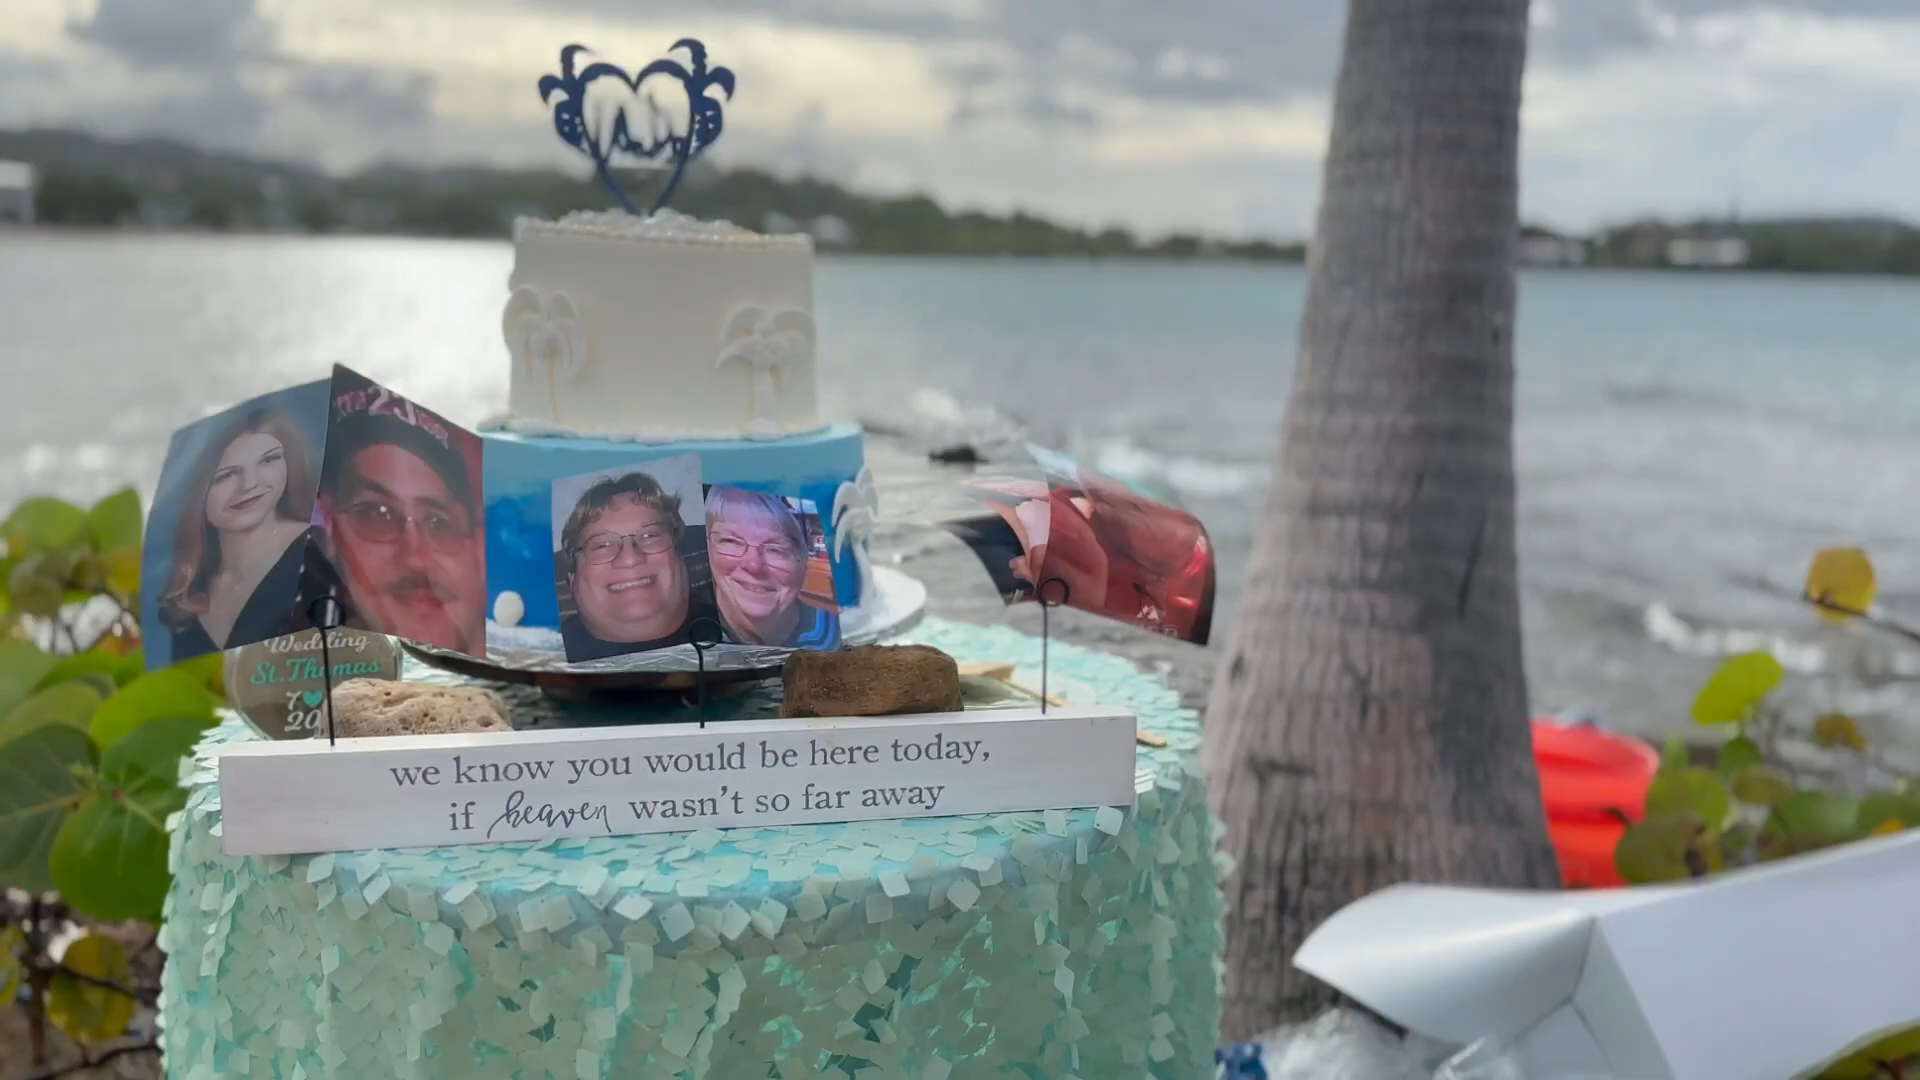 Wedding
St. Thomas
we know you would be here today,
if heaven wasn't so far away